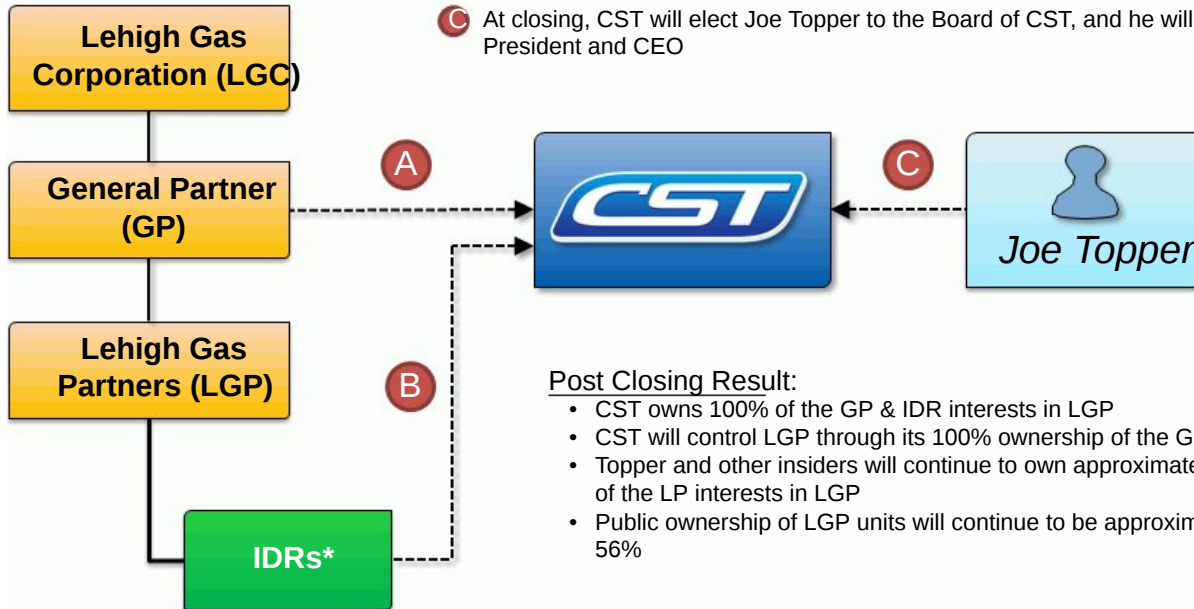 C At closing, CST will elect Joe Topper to the Board of CST, and he will
President and CEO
Lehigh Gas
Corporation (LGC)
General Partner
(GP)
A
CST
C
Joe Topper
Lehigh Gas
Partners (LGP)
B
Post Closing Result:
• CST owns 100% of the GP & IDR interests in LGP
• CST will control LGP through its 100% ownership of the G
• Topper and other insiders will continue to own approximate
of the LP interests in LGP
• Public ownership of LGP units will continue to be approxim
56%
IDRs*